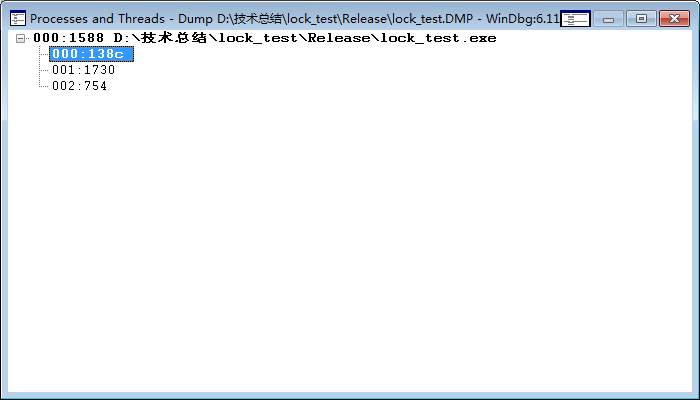 Processes and Threads - Dump D:\技术总结\lock_test\Release\lock_test.DMP - WinDbg:6.11
000:1588 D:\技术总结\lock_test\Release\lock_test.exe
000:138c
001:1730
002:754